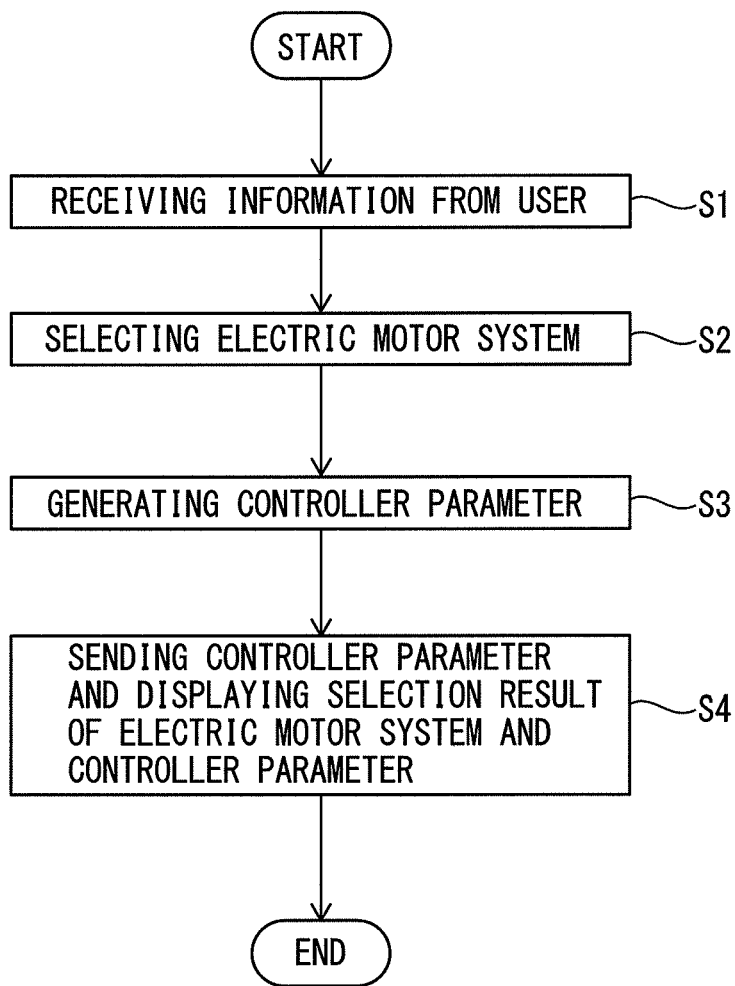 START
RECEIVING INFORMATION FROM USER
S1
SELECTING ELECTRIC MOTOR SYSTEM
S2
GENERATING CONTROLLER PARAMETER
S3
SENDING CONTROLLER PARAMETER
AND DISPLAYING SELECTION RESULT
OF ELECTRIC MOTOR SYSTEM AND
CONTROLLER PARAMETER
S4
END